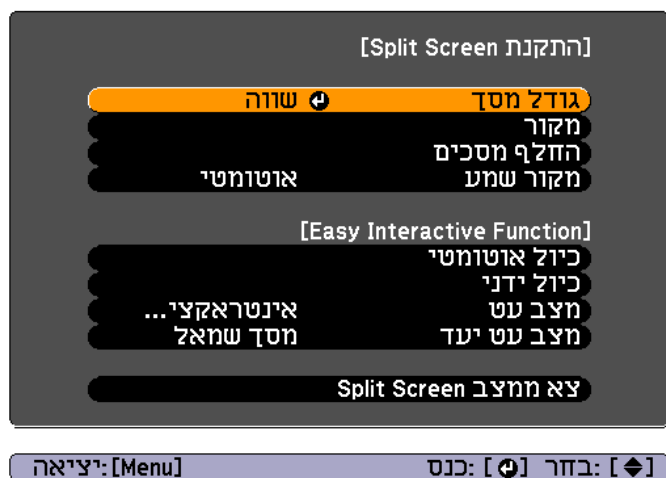 [התקנת Split Screen]
גודל מסך שווה
מקור
החלף מסכים
מקור שמע אוטומטי
[Easy Interactive Function]
כיול אוטומטי
כיול ידני
מצב עט אינטראקצי...
מצב עט יעד מסך שמאל
צא ממצב Split Screen
[◆]: בחר [↵]: כנס [Menu]: יציאה